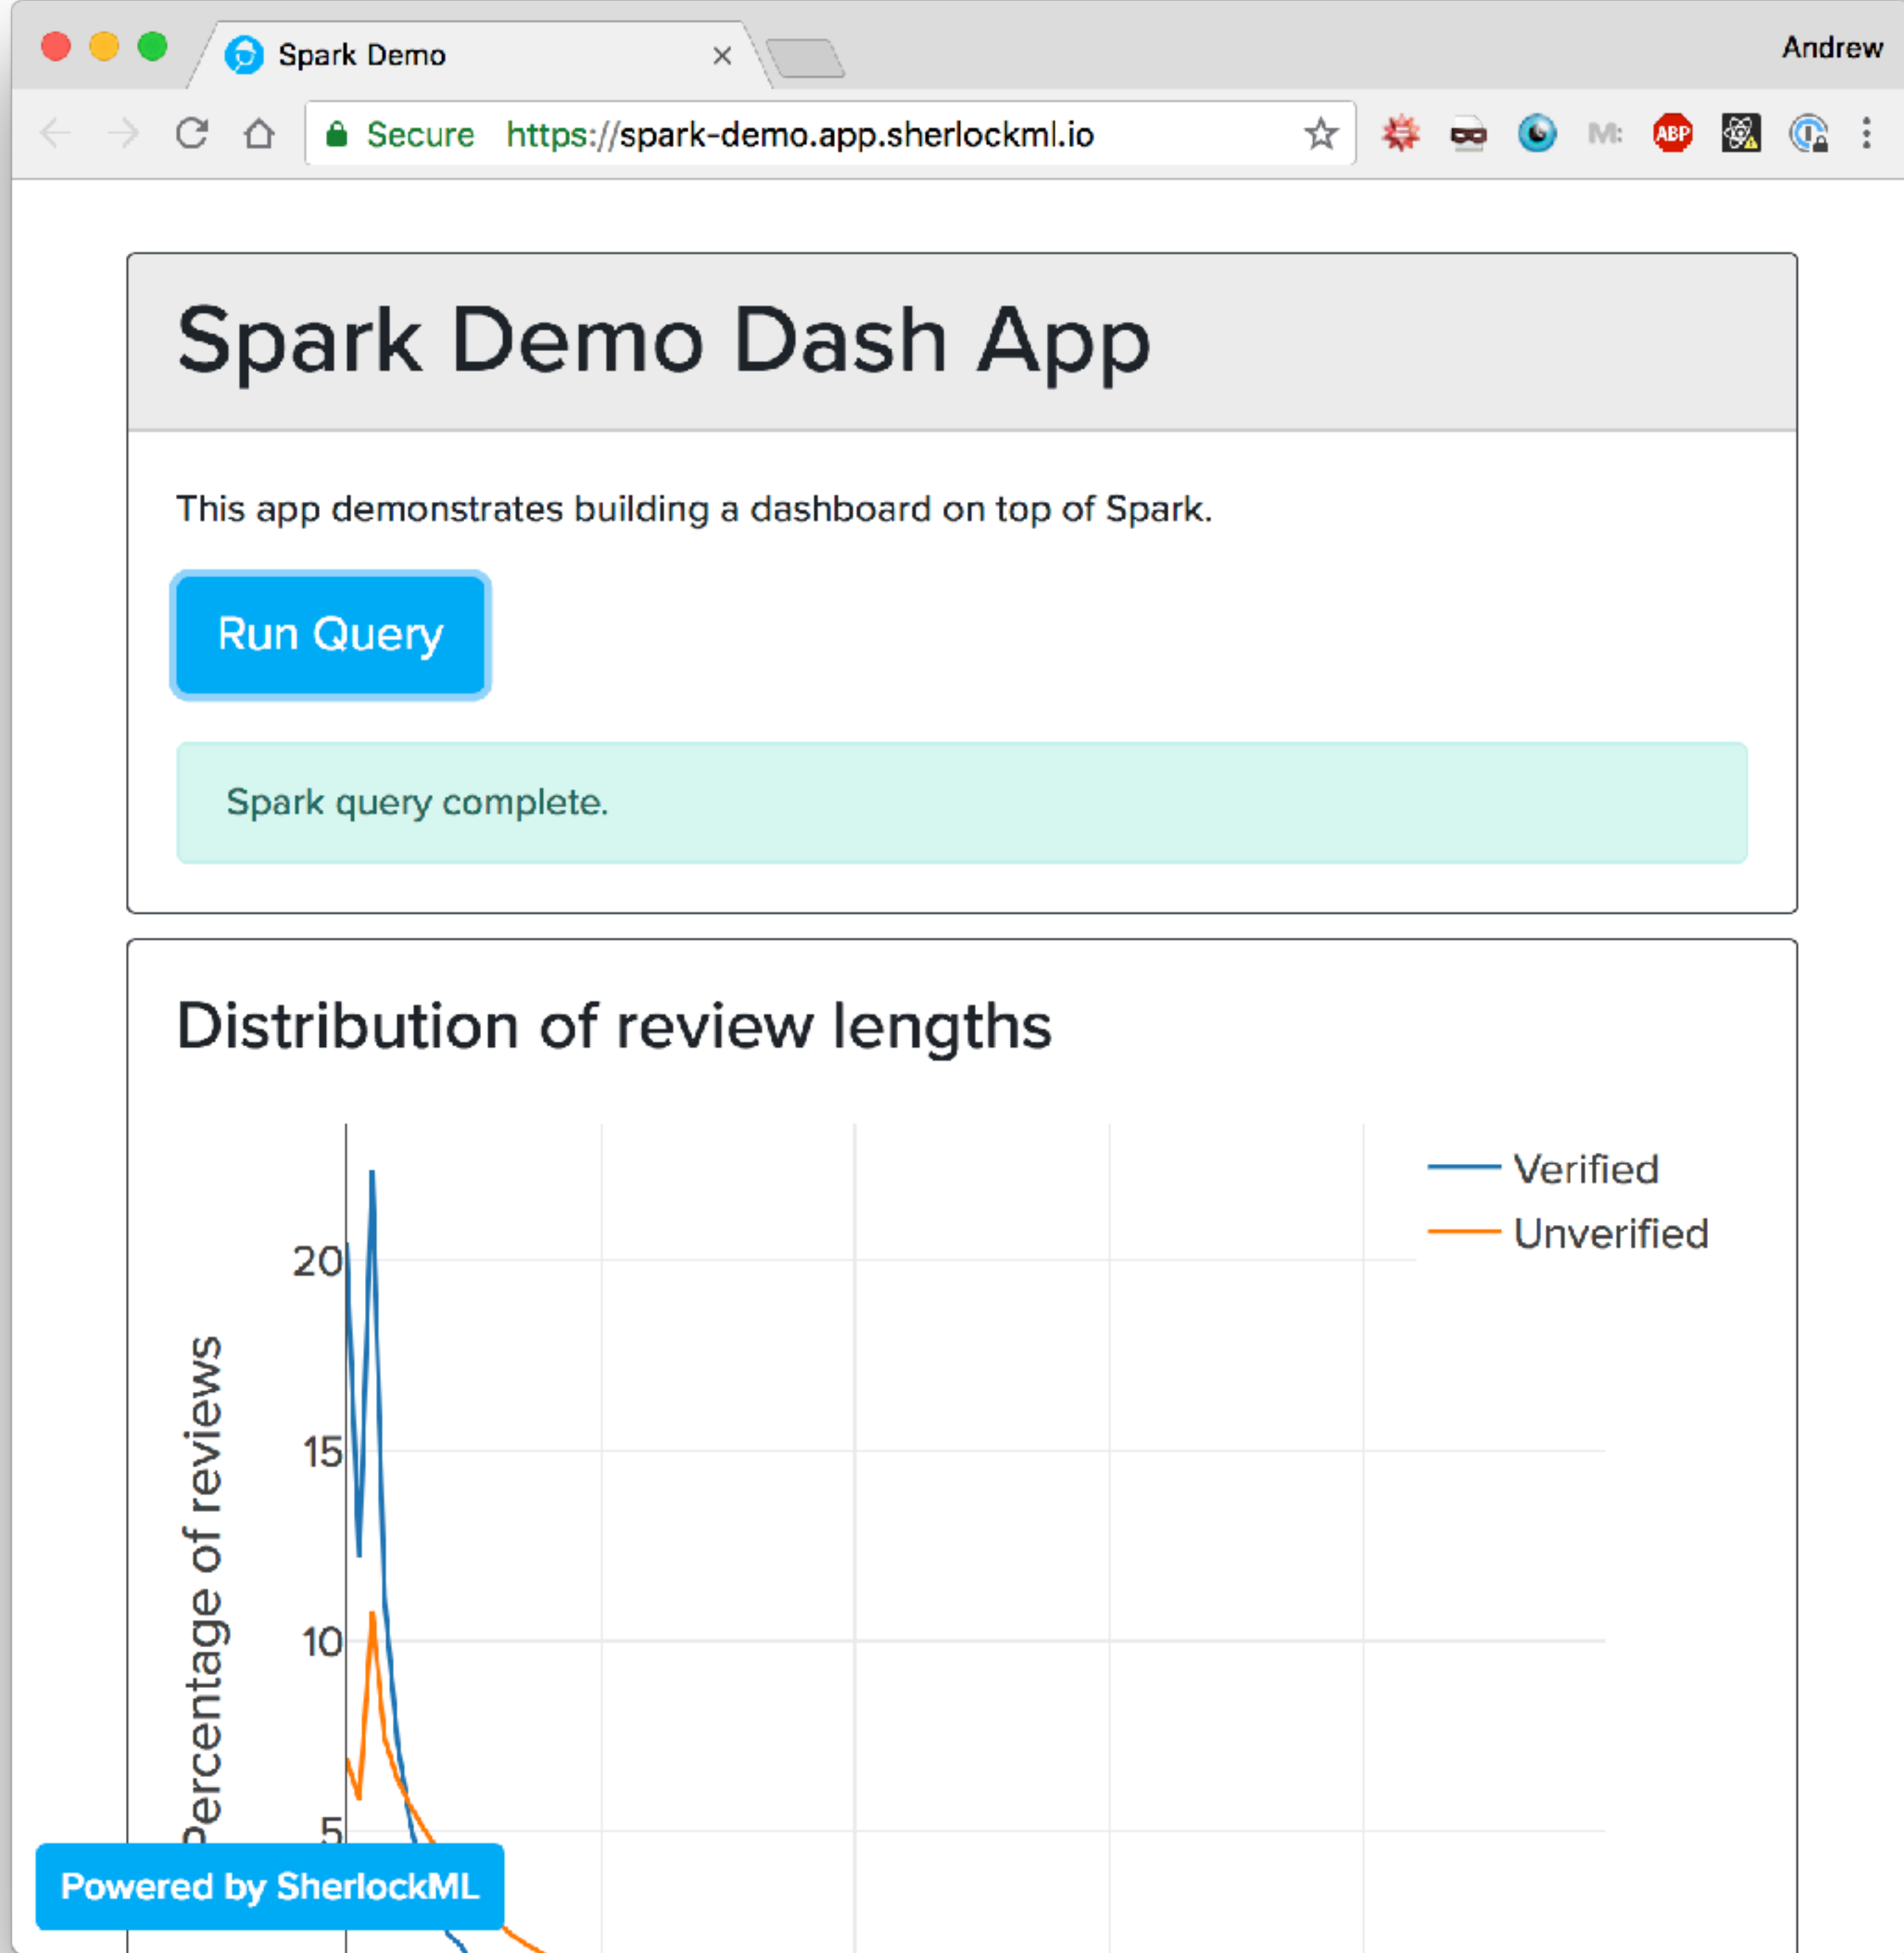 Spark Demo
Andrew
Secure https://spark-demo.app.sherlockml.io
M:
ABP
Spark Demo Dash App
This app demonstrates building a dashboard on top of Spark.
Run Query
Spark query complete.
Distribution of review lengths
Verified
Unverified
20
15
10
5
Percentage of reviews
Powered by SherlockML